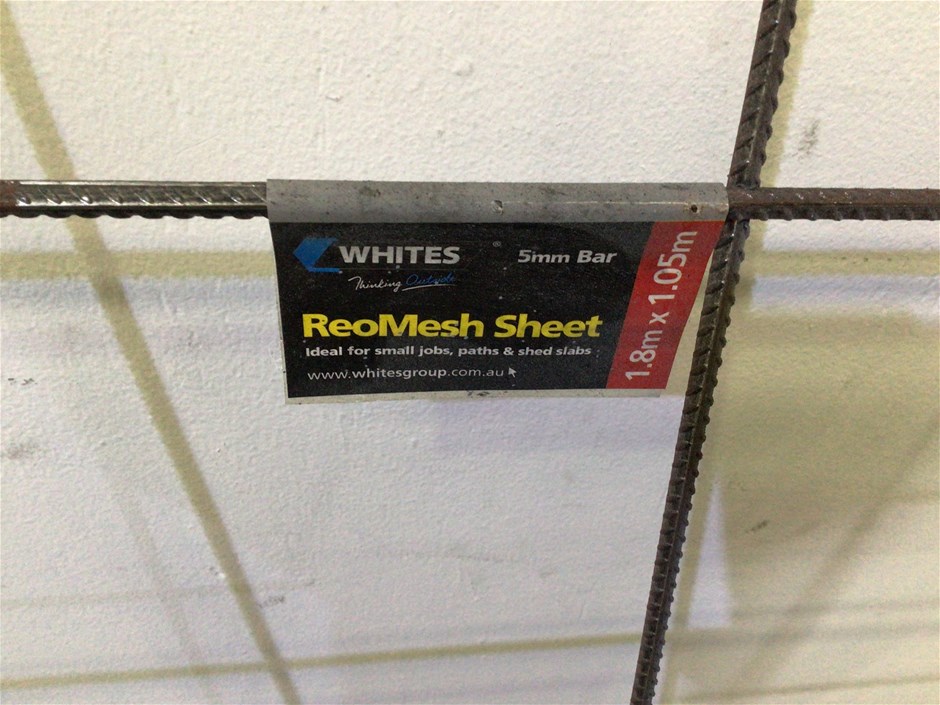 WHITES
5mm Bar
Thinking Outside
ReoMesh Sheet
Ideal for small jobs, paths & shed slabs
www.whitesgroup.com.au
1.8m x 1.05m